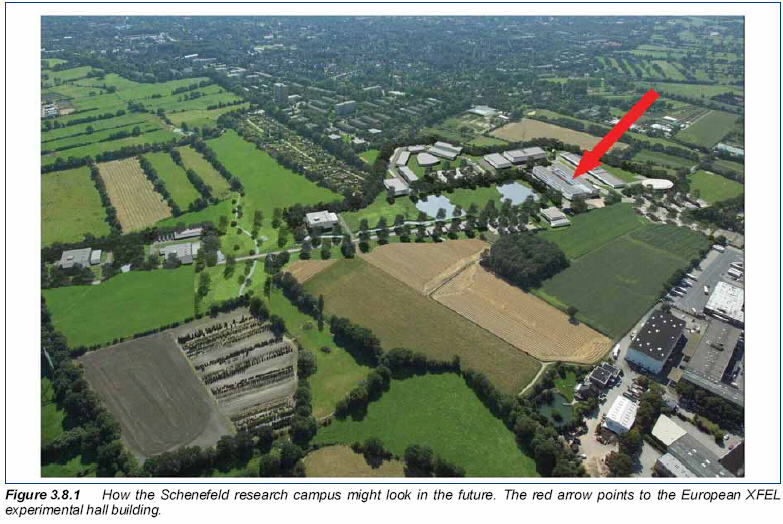 Figure 3.8.1 How the Schenefeld research campus might look in the future. The red arrow points to the European XFEL
experimental hall building.